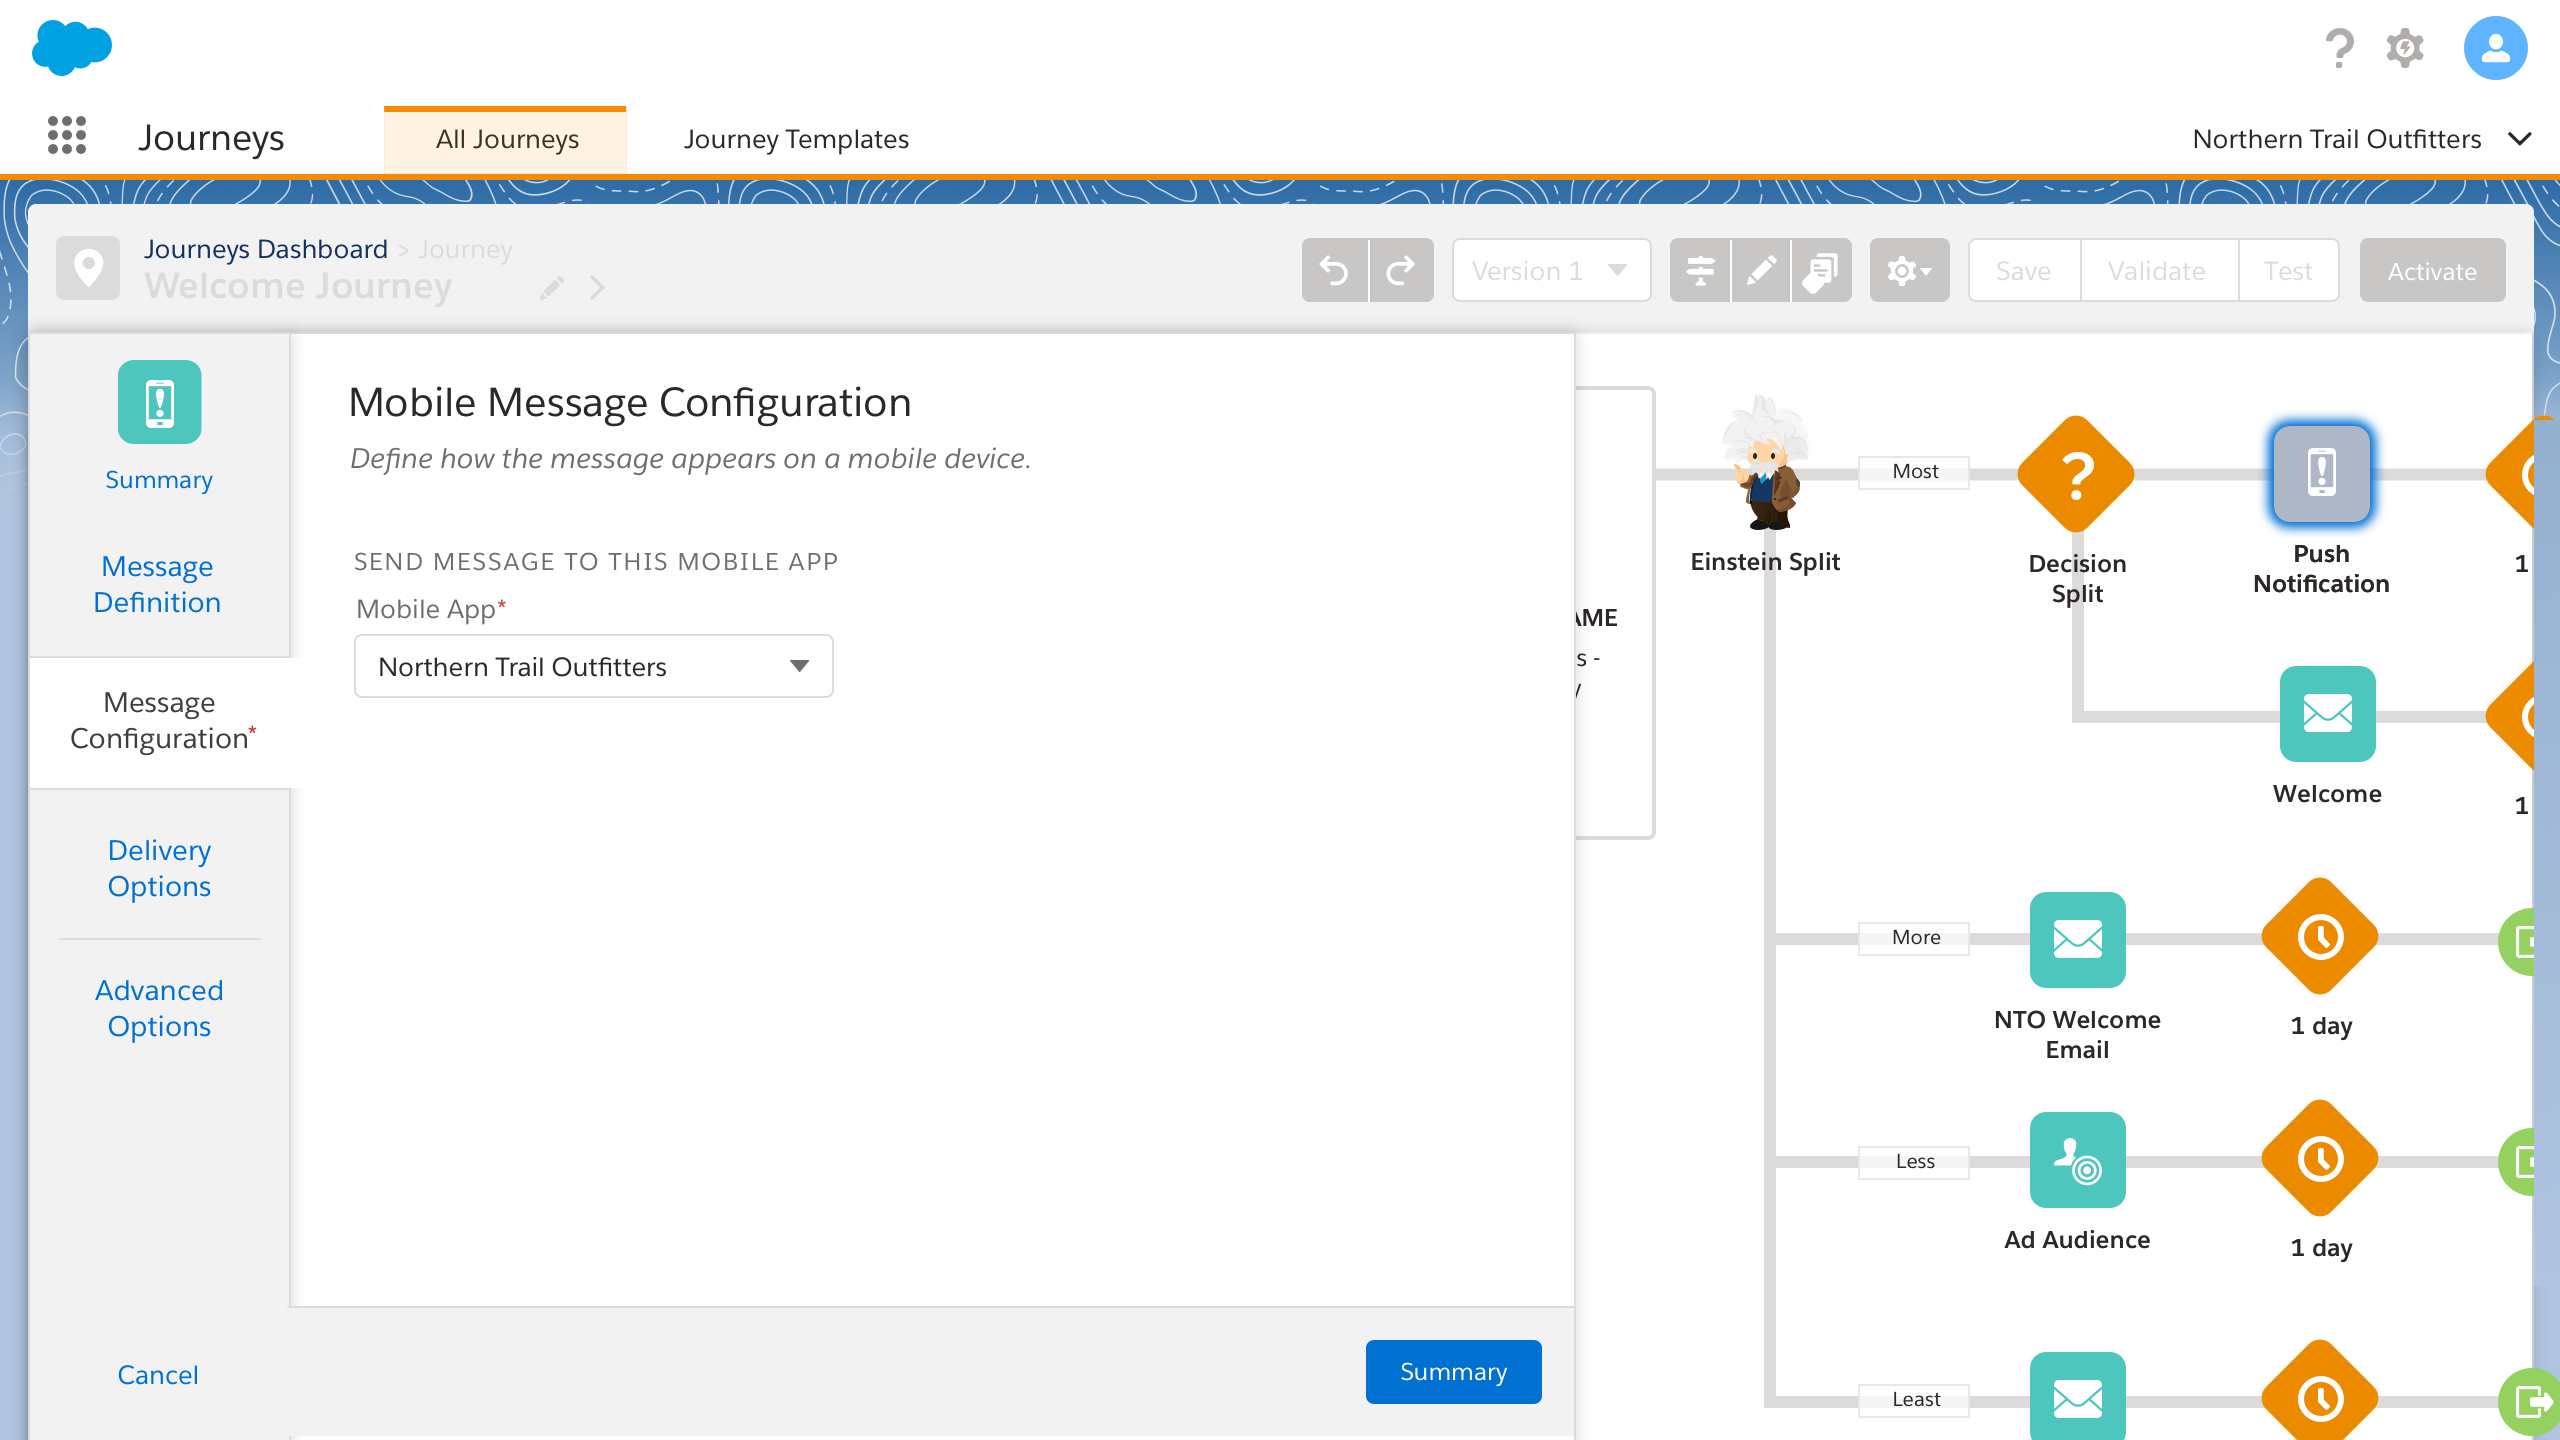 Journeys
All Journeys
Journey Templates
Northern Trail Outfitters
Journeys Dashboard > Journey
Welcome Journey
Version 1
Save
Validate
Test
Activate
Summary
Message
Definition
Message
Configuration*
Delivery
Options
Advanced
Options
Cancel
Mobile Message Configuration
Define how the message appears on a mobile device.
SEND MESSAGE TO THIS MOBILE APP
Mobile App*
Northern Trail Outfitters
Summary
AME
s -
y
Einstein Split
Most
Decision
Split
Push
Notification
1
Welcome
1
More
NTO Welcome
Email
1 day
Less
Ad Audience
1 day
Least